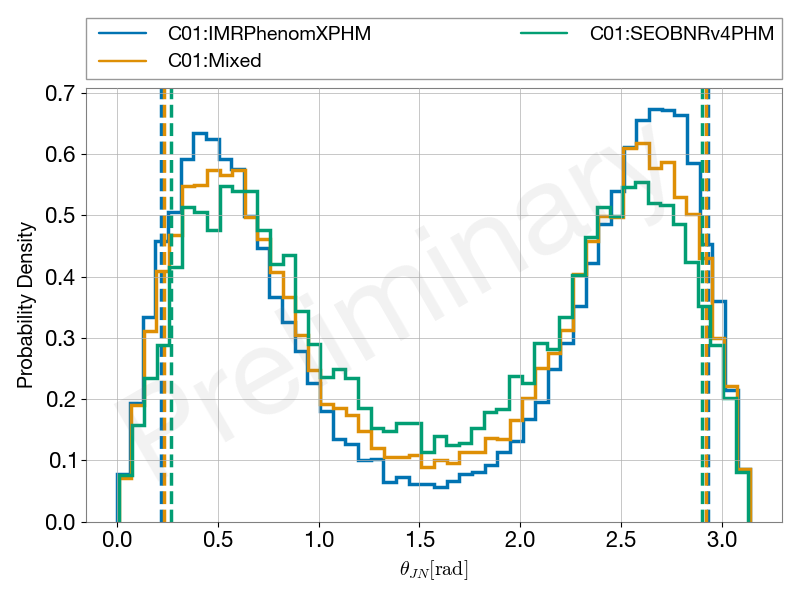 C01:IMRPhenomXPHM
C01:SEOBNRv4PHM
C01:Mixed
Preliminary
Probability Density
0.7
0.6
0.5
0.4
0.3
0.2
0.1
0.0
0.0 0.5 1.0 1.5 2.0 2.5 3.0
θ_{JN}[rad]